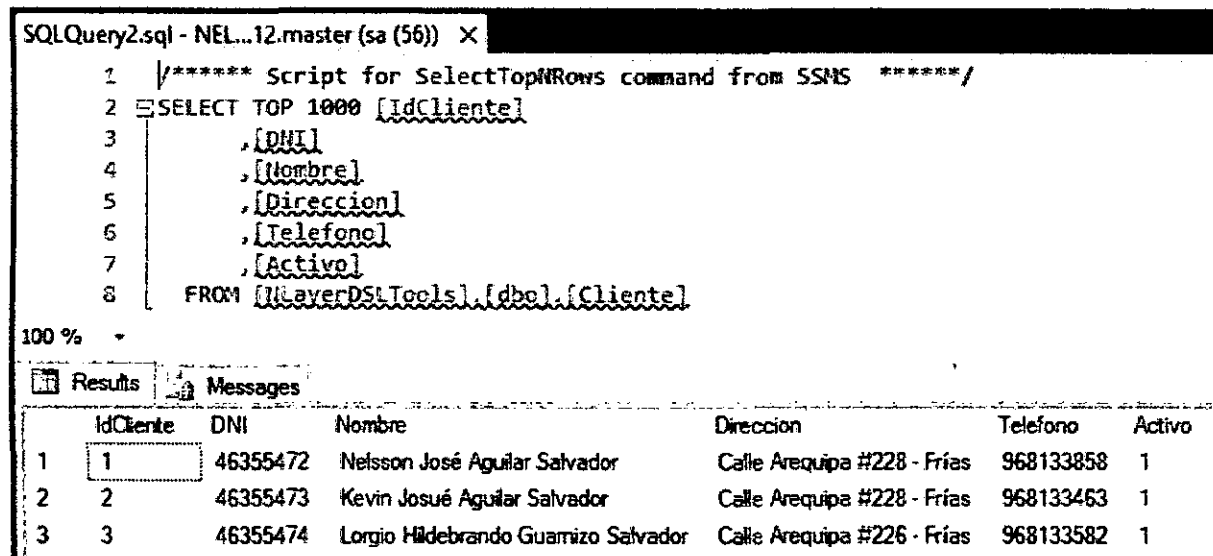 SQLQuery2.sql - NEL...12.master (sa (56)) ×
1 /****** Script for SelectTopNRows command from SSMS ******/
2 SELECT TOP 1000 [IdCliente]
3 ,[DNI]
4 ,[Nombre]
5 ,[Direccion]
6 ,[Telefono]
7 ,[Activo]
8 FROM [NLayerDSLTools].[dbo].[Cliente]
100 %
Results Messages
IdCliente DNI Nombre Direccion Telefono Activo
1 1 46355472 Nelsson José Aguilar Salvador Calle Arequipa #228 - Frías 968133858 1
2 2 46355473 Kevin Josué Aguilar Salvador Calle Arequipa #228 - Frías 968133463 1
3 3 46355474 Lorgio Hildebrando Guarnizo Salvador Calle Arequipa #226 - Frías 968133582 1